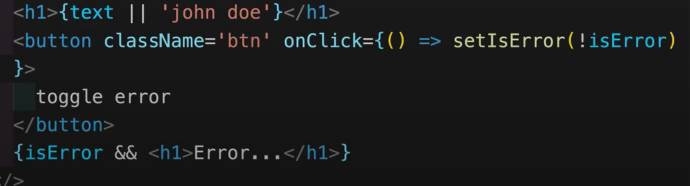 <h1>{text || 'john doe'}</h1>
<button className='btn' onClick={() => setIsError(!isError)
}>
toggle error
</button>
{isError && <h1>Error...</h1>}
/>